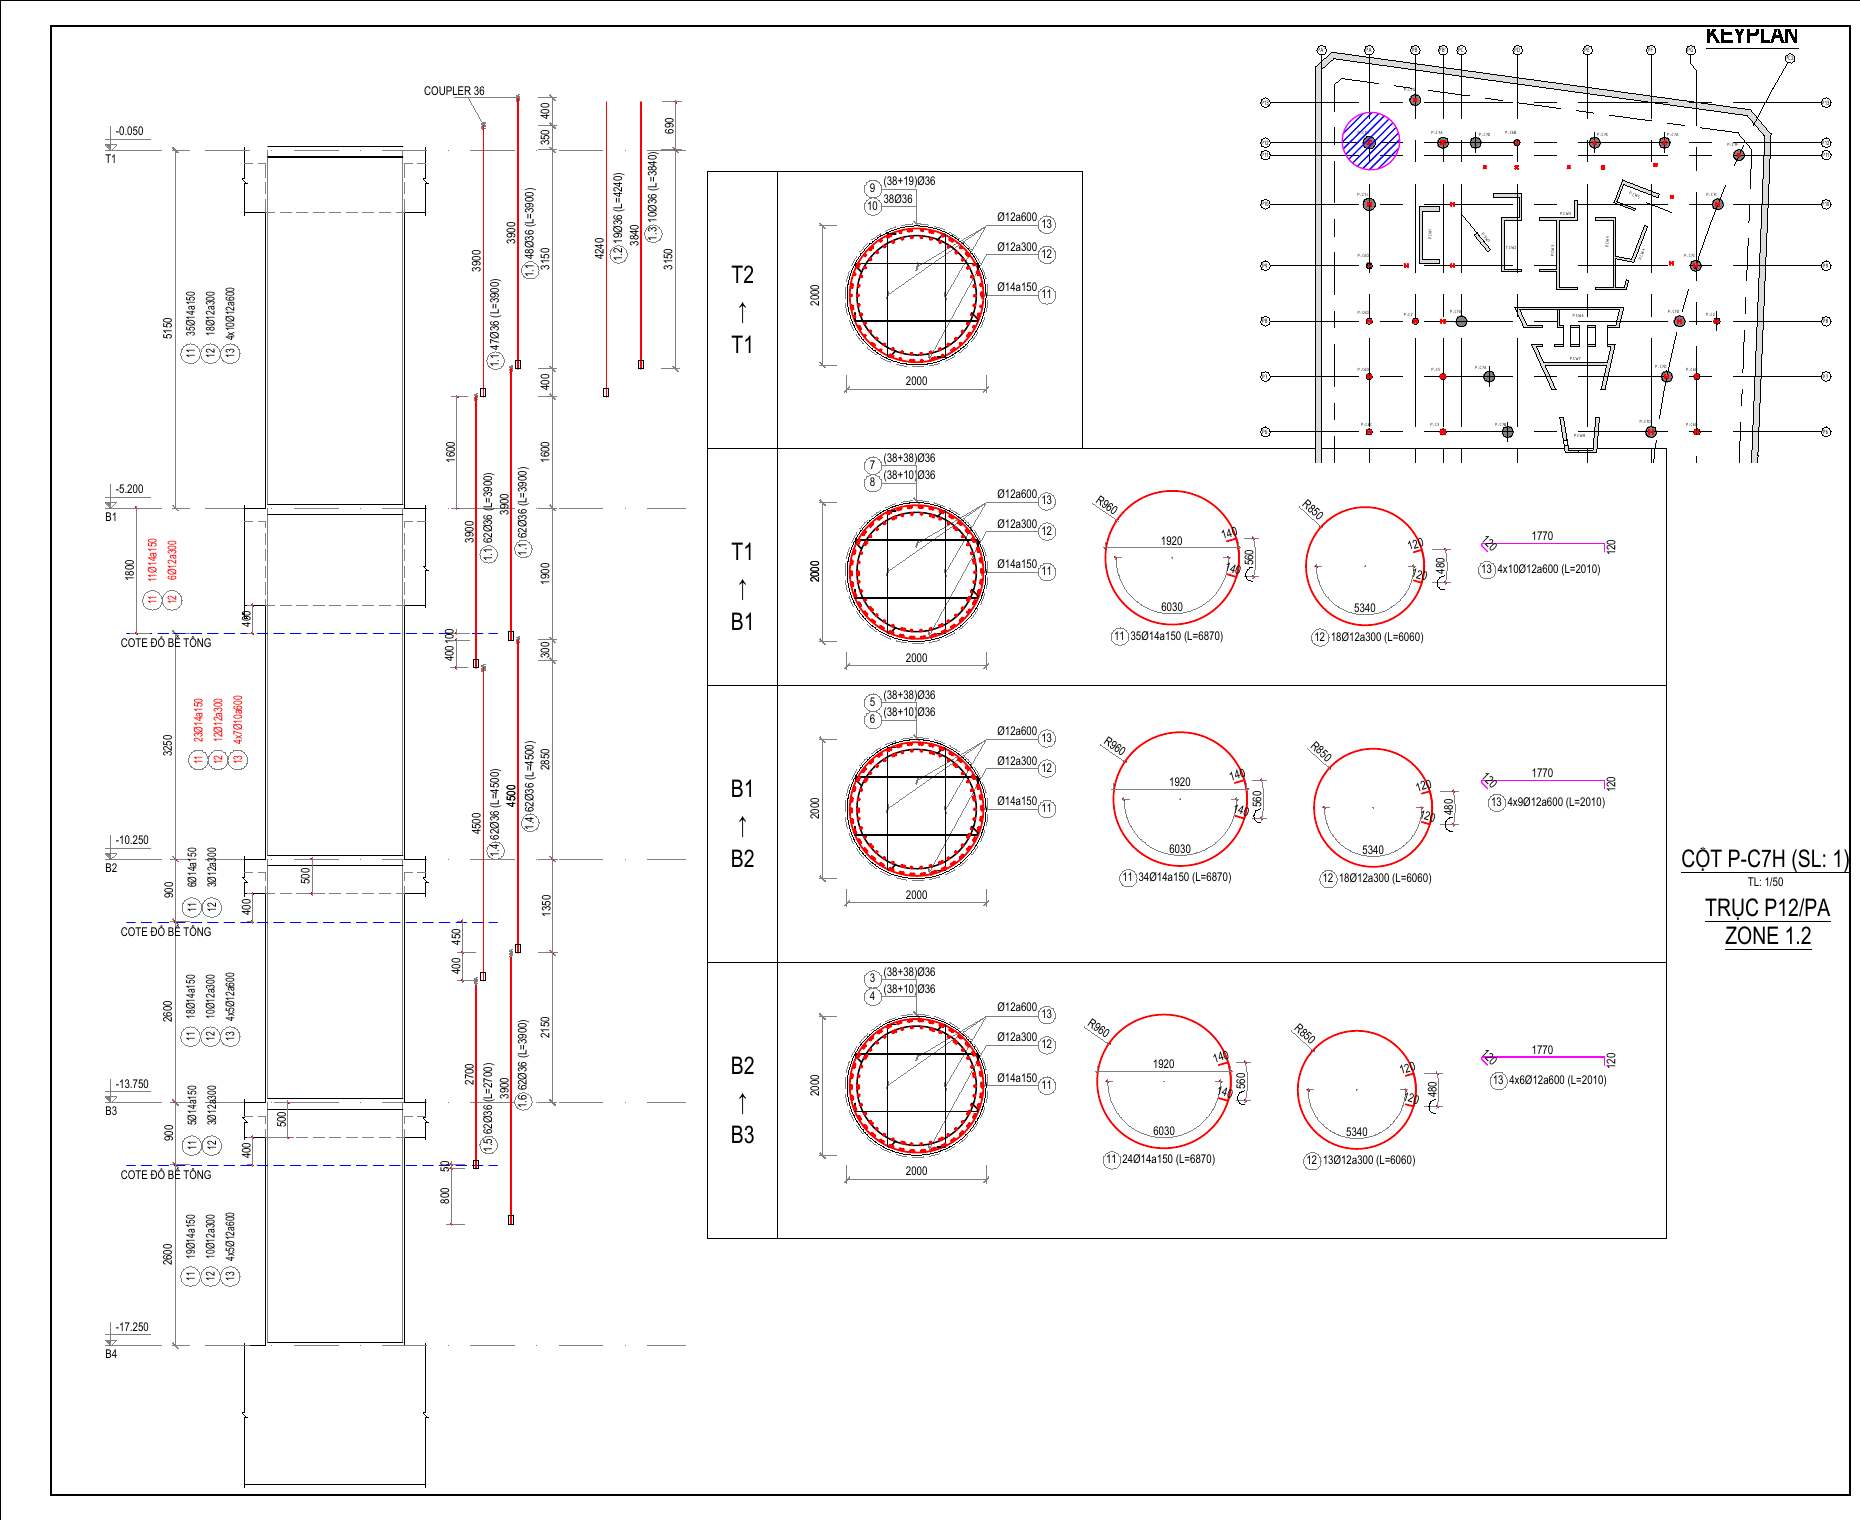 KEYPLAN
COUPLER 36
-0.050
T1
5150
11 35Ø14a150
12 18Ø12a300
13 4x10Ø12a600
-5.200
B1
1800
11 11Ø14a150
12 6Ø12a300
400
COTE ĐỔ BÊ TÔNG
3250
11 23Ø14a150
12 12Ø12a300
13 4x7Ø10a600
-10.250
B2
900
11 6Ø14a150
12 3Ø12a300
500
400
COTE ĐỔ BÊ TÔNG
2600
11 18Ø14a150
12 10Ø12a300
13 4x5Ø12a600
-13.750
B3
900
11 5Ø14a150
12 3Ø12a300
500
400
COTE ĐỔ BÊ TÔNG
2600
11 19Ø14a150
12 10Ø12a300
13 4x5Ø12a600
-17.250
B4
400
350
3900
1.1 47Ø36 (L=3900)
3900
1.1 48Ø36 (L=3900)
3150
4240
1.2 19Ø36 (L=4240)
3840
1.3 10Ø36 (L=3840)
690
3150
400
1600
1600
3900
1.1 62Ø36 (L=3900)
3900
1.1 62Ø36 (L=3900)
1900
100
400
300
4500
1.4 62Ø36 (L=4500)
4500
1.4 62Ø36 (L=4500)
2850
1350
450
400
2150
2700
1.5 62Ø36 (L=2700)
3900
1.6 62Ø36 (L=3900)
50
800
T2
↑
T1
9 (38+19)Ø36
10 38Ø36
Ø12a600 13
Ø12a300 12
Ø14a150 11
2000
2000
T1
↑
B1
7 (38+38)Ø36
8 (38+10)Ø36
Ø12a600 13
Ø12a300 12
Ø14a150 11
2000
2000
R960
1920
140
140
560
6030
11 35Ø14a150 (L=6870)
R850
120
120
480
5340
12 18Ø12a300 (L=6060)
120
1770
120
13 4x10Ø12a600 (L=2010)
B1
↑
B2
5 (38+38)Ø36
6 (38+10)Ø36
Ø12a600 13
Ø12a300 12
Ø14a150 11
2000
2000
R960
1920
140
140
560
6030
11 34Ø14a150 (L=6870)
R850
120
120
480
5340
12 18Ø12a300 (L=6060)
120
1770
120
13 4x9Ø12a600 (L=2010)
B2
↑
B3
3 (38+38)Ø36
4 (38+10)Ø36
Ø12a600 13
Ø12a300 12
Ø14a150 11
2000
2000
R960
1920
140
140
560
6030
11 24Ø14a150 (L=6870)
R850
120
120
480
5340
12 13Ø12a300 (L=6060)
120
1770
120
13 4x6Ø12a600 (L=2010)
CỘT P-C7H (SL: 1)
TL: 1/50
TRỤC P12/PA
ZONE 1.2